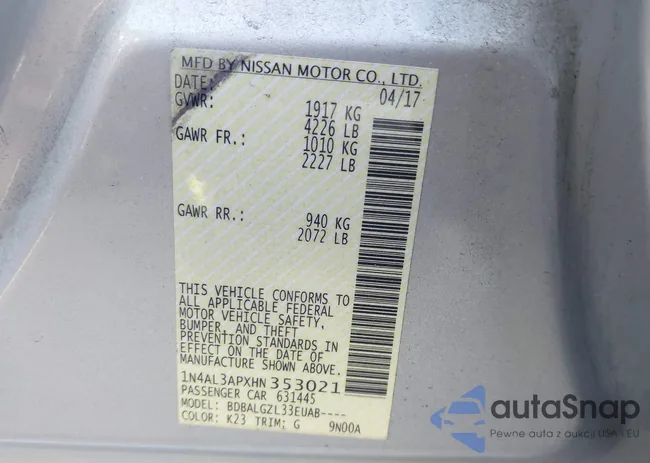 MFD BY NISSAN MOTOR CO., LTD.
DATE: 04/17
GVWR: 1917 KG
4226 LB
GAWR FR.: 1010 KG
2227 LB
GAWR RR.: 940 KG
2072 LB
THIS VEHICLE CONFORMS TO
ALL APPLICABLE FEDERAL
MOTOR VEHICLE SAFETY,
BUMPER, AND THEFT
PREVENTION STANDARDS IN
EFFECT ON THE DATE OF
MANUFACTURE SHOWN ABOVE.
1N4AL3APXHN353021
PASSENGER CAR 631445
MODEL: BDBALGZL33EUAB----
COLOR: K23 TRIM; G 9N00A
autoSnap
Pewne auta z aukcji USA i EU